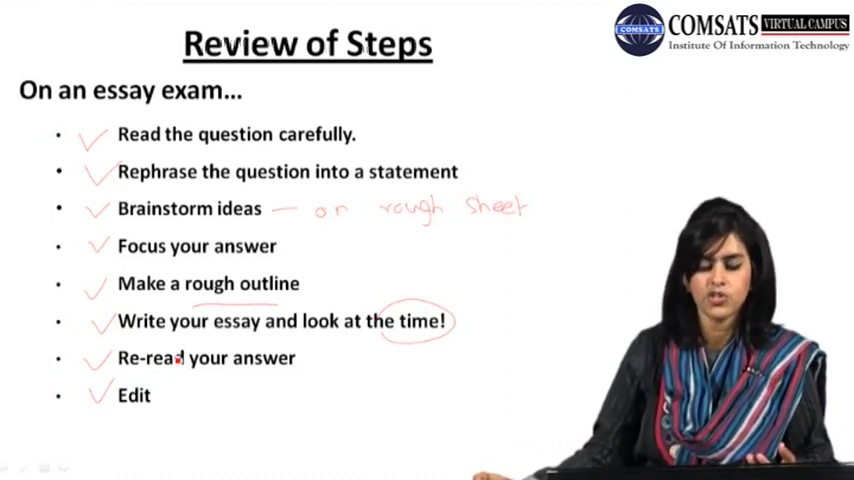 Review of Steps
COMSATS VIRTUAL CAMPUS
COMSATS
Institute Of Information Technology
On an essay exam...
• Read the question carefully.
• Rephrase the question into a statement
• Brainstorm ideas — on rough sheet
• Focus your answer
• Make a rough outline
• Write your essay and look at the time!
• Re-read your answer
• Edit